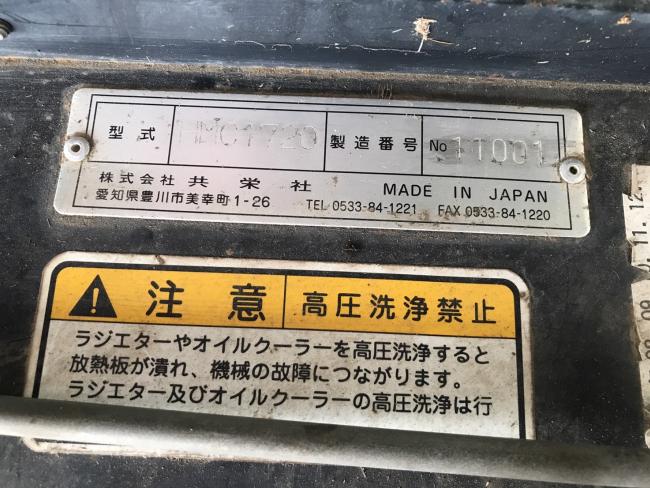 型式 HMC1720 製造番号 No 11001
株式会社 共栄社 MADE IN JAPAN
愛知県豊川市美幸町1-26 TEL 0533-84-1221 FAX 0533-84-1220
注意 高圧洗浄禁止
ラジエターやオイルクーラーを高圧洗浄すると
放熱板が潰れ、機械の故障につながります。
ラジエター及びオイルクーラーの高圧洗浄は行
11. 12.